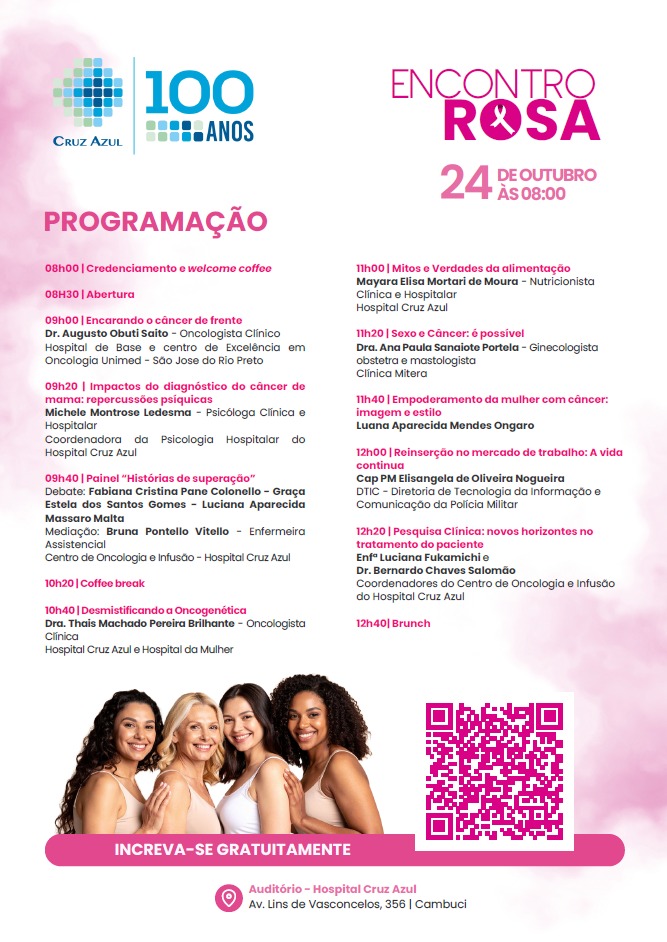 CRUZ AZUL
100
ANOS
ENCONTRO
ROSA
24 DE OUTUBRO
ÀS 08:00
PROGRAMAÇÃO
08h00 | Credenciamento e welcome coffee
08H30 | Abertura
09h00 | Encarando o câncer de frente
Dr. Augusto Obuti Saito - Oncologista Clínico
Hospital de Base e centro de Excelência em
Oncologia Unimed - São Jose do Rio Preto
09h20 | Impactos do diagnóstico do câncer de
mama: repercussões psíquicas
Michele Montrose Ledesma - Psicóloga Clínica e
Hospitalar
Coordenadora da Psicologia Hospitalar do
Hospital Cruz Azul
09h40 | Painel “Histórias de superação”
Debate: Fabiana Cristina Pane Colonello - Graça
Estela dos Santos Gomes - Luciana Aparecida
Massaro Malta
Mediação: Bruna Pontello Vitello - Enfermeira
Assistencial
Centro de Oncologia e Infusão - Hospital Cruz Azul
10h20 | Coffee break
10h40 | Desmistificando a Oncogenética
Dra. Thais Machado Pereira Brilhante - Oncologista
Clínica
Hospital Cruz Azul e Hospital da Mulher
11h00 | Mitos e Verdades da alimentação
Mayara Elisa Mortari de Moura - Nutricionista
Clínica e Hospitalar
Hospital Cruz Azul
11h20 | Sexo e Câncer: é possível
Dra. Ana Paula Sanaiote Portela - Ginecologista
obstetra e mastologista
Clínica Mitera
11h40 | Empoderamento da mulher com câncer:
imagem e estilo
Luana Aparecida Mendes Ongaro
12h00 | Reinserção no mercado de trabalho: A vida
continua
Cap PM Elisangela de Oliveira Nogueira
DTIC - Diretoria de Tecnologia da Informação e
Comunicação da Polícia Militar
12h20 | Pesquisa Clínica: novos horizontes no
tratamento do paciente
Enfª Luciana Fukamichi e
Dr. Bernardo Chaves Salomão
Coordenadores do Centro de Oncologia e Infusão
do Hospital Cruz Azul
12h40| Brunch
INCREVA-SE GRATUITAMENTE
Auditório - Hospital Cruz Azul
Av. Lins de Vasconcelos, 356 | Cambuci